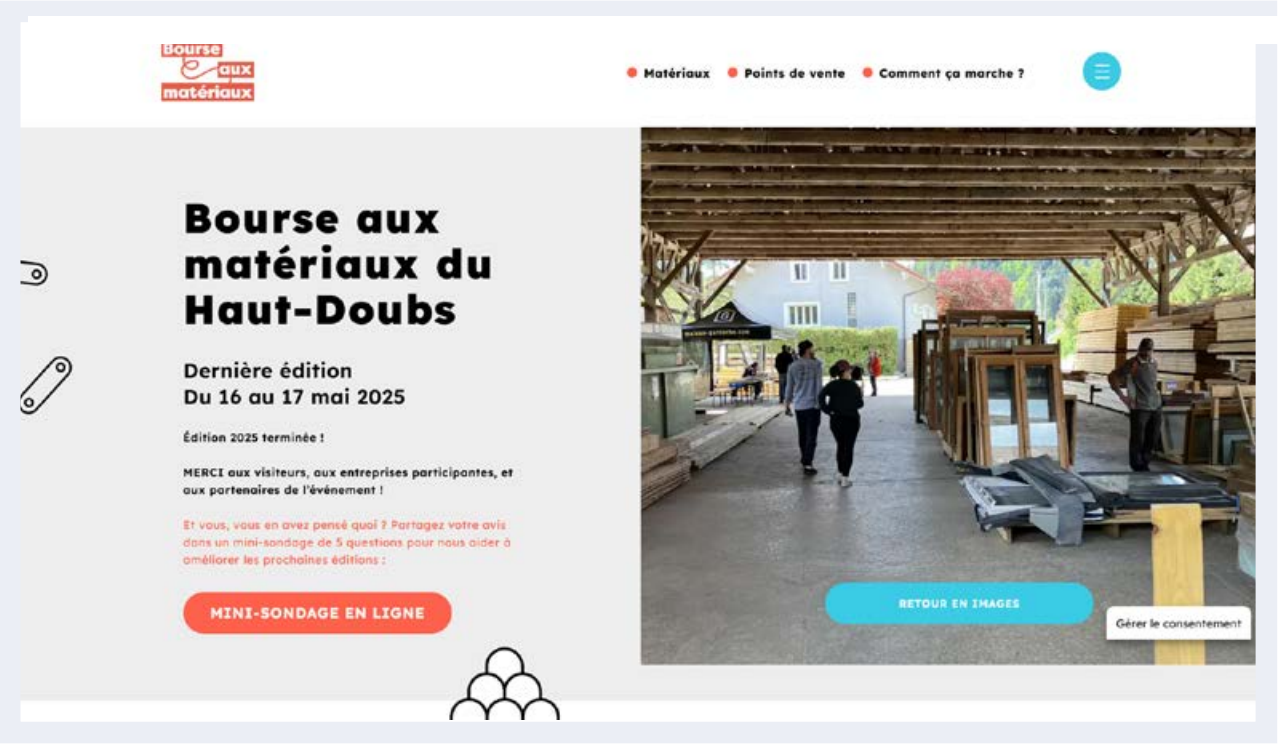 Bourse
aux
matériaux
Matériaux
Points de vente
Comment ça marche ?
Bourse aux
matériaux du
Haut-Doubs
Dernière édition
Du 16 au 17 mai 2025
Édition 2025 terminée !
MERCI aux visiteurs, aux entreprises participantes, et
aux partenaires de l'événement !
Et vous, vous en avez pensé quoi ? Partagez votre avis
dans un mini-sondage de 5 questions pour nous aider à
améliorer les prochaines éditions :
MINI-SONDAGE EN LIGNE
RETOUR EN IMAGES
Gérer le consentement